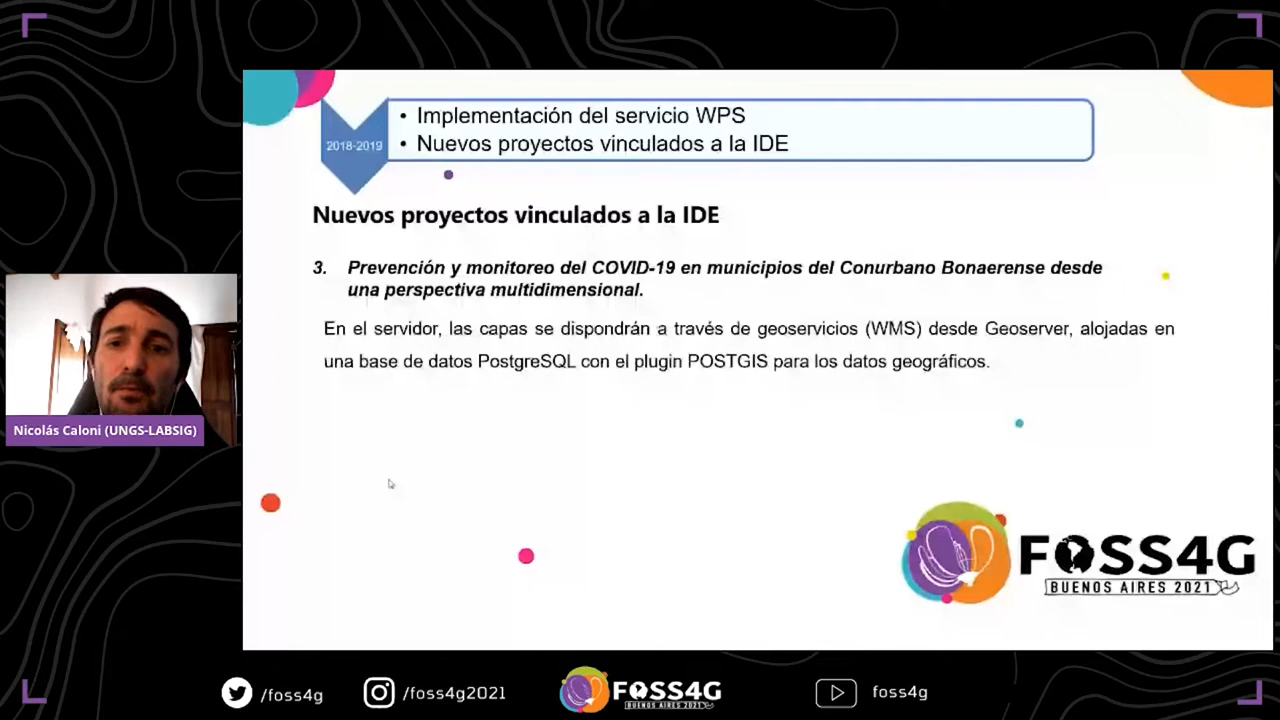 • Implementación del servicio WPS
2018-2019
• Nuevos proyectos vinculados a la IDE
Nuevos proyectos vinculados a la IDE
3. Prevención y monitoreo del COVID-19 en municipios del Conurbano Bonaerense desde
una perspectiva multidimensional.
En el servidor, las capas se dispondrán a través de geoservicios (WMS) desde Geoserver, alojadas en
una base de datos PostgreSQL con el plugin POSTGIS para los datos geográficos.
Nicolás Caloni (UNGS-LABSIG)
FOSS4G
BUENOS AIRES 2021
/foss4g
/foss4g2021
FOSS4G
BUENOS AIRES 2021
foss4g